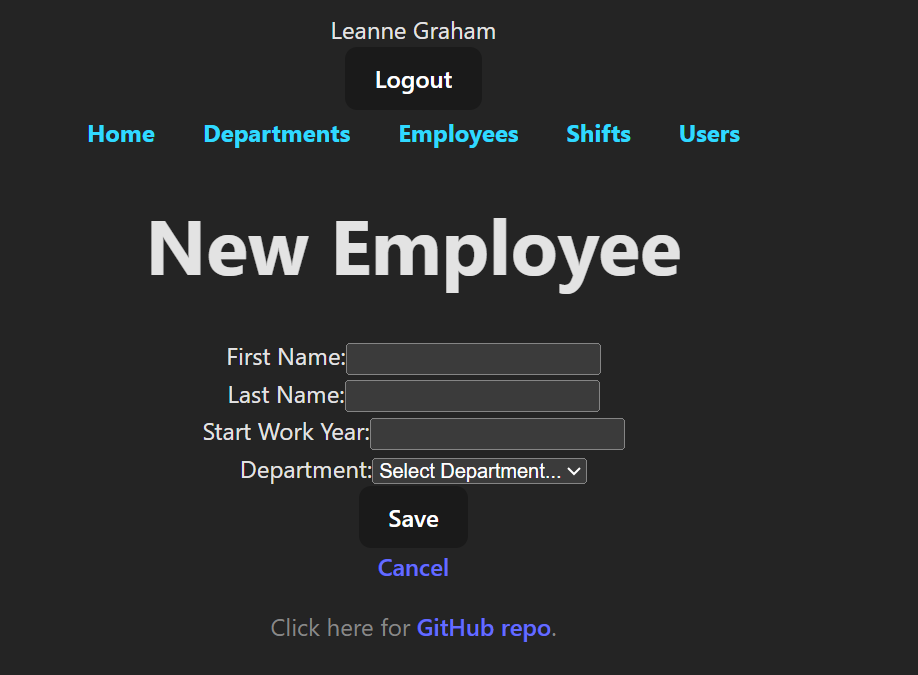 Leanne Graham
Logout
Home Departments Employees Shifts Users
New Employee
First Name:
Last Name:
Start Work Year:
Department: Select Department...
Save
Cancel
Click here for GitHub repo.